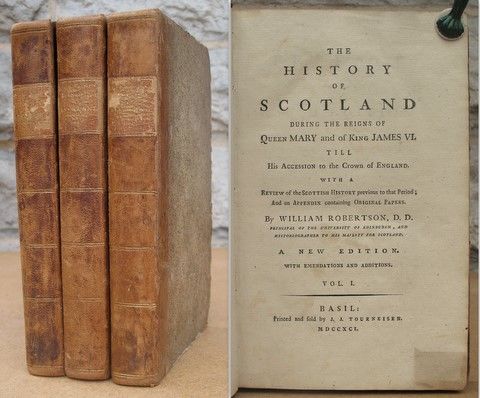 THE
HISTORY
OF
SCOTLAND
DURING THE REIGNS OF
QUEEN MARY and of KING JAMES VI.
TILL
His ACCESSION to the Crown of ENGLAND.
WITH A
REVIEW of the SCOTTISH HISTORY previous to that Period;
And an APPENDIX containing ORIGINAL PAPERS.
By WILLIAM ROBERTSON, D. D.
PRINCIPAL OF THE UNIVERSITY OF EDINBURGH, AND
HISTORIOGRAPHER TO HIS MAJESTY FOR SCOTLAND.
A NEW EDITION.
WITH EMENDATIONS AND ADDITIONS.
VOL. I.
BASIL:
Printed and sold by J. J. TOURNEISEN.
MDCCXCI.